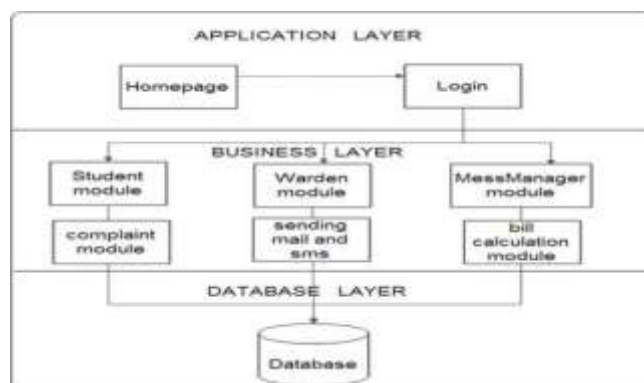 APPLICATION LAYER
Homepage
Login
BUSINESS LAYER
Student
module
Warden
module
MessManager
module
complaint
module
sending
mail and
sms
bill
calculation
module
DATABASE LAYER
Database